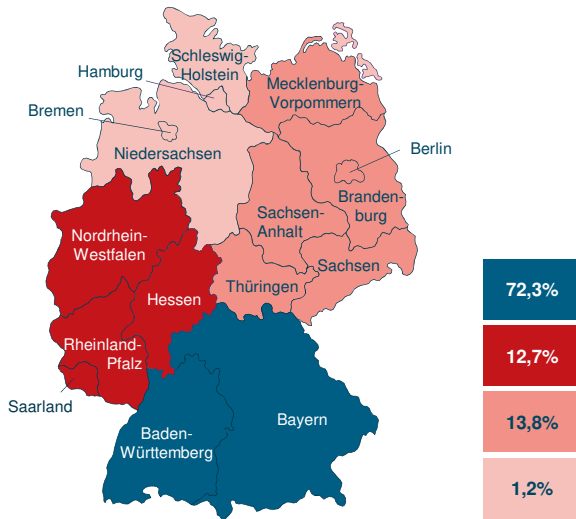 Schleswig-
Holstein
Hamburg
Mecklenburg-
Vorpommern
Bremen
Berlin
Niedersachsen
Branden-
burg
Sachsen-
Anhalt
Nordrhein-
Westfalen
Sachsen
Thüringen
Hessen
Rheinland-
Pfalz
Saarland
Bayern
Baden-
Württemberg
72,3%
12,7%
13,8%
1,2%